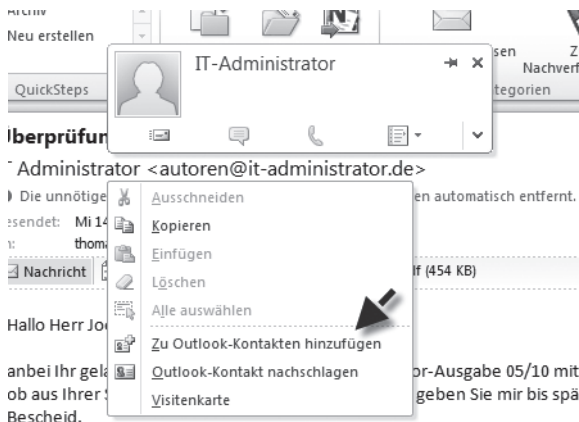 Archiv
Neu erstellen
QuickSteps
IT-Administrator
sen
Nachverf
tegorien
Überprüfun
Administrator <autoren@it-administrator.de>
Die unnötige
en automatisch entfernt.
esendet: Mi 14
n: thoma
Nachricht
lf (454 KB)
Ausschneiden
Kopieren
Einfügen
Löschen
Alle auswählen
Zu Outlook-Kontakten hinzufügen
Outlook-Kontakt nachschlagen
Visitenkarte
Hallo Herr Joo
anbei Ihr gela
or-Ausgabe 05/10 mit
ob aus Ihrer S
geben Sie mir bis spä
Bescheid.